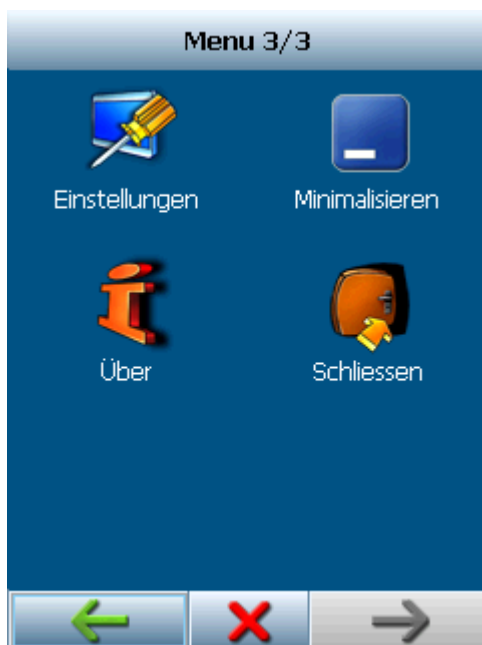 Menu 3/3
Einstellungen
Minimalisieren
Über
Schliessen